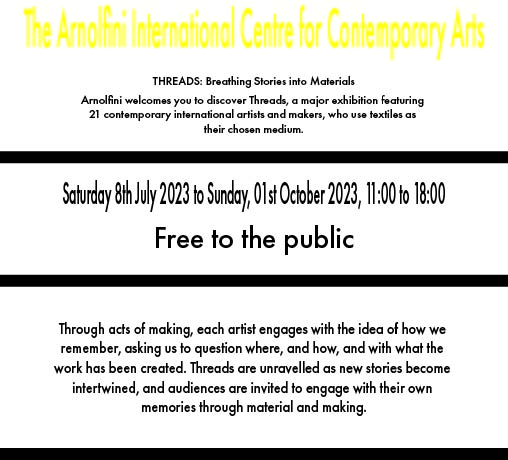 The Arnolfini International Centre for Contemporary Arts
THREADS: Breathing Stories into Materials
Arnolfini welcomes you to discover Threads, a major exhibition featuring
21 contemporary international artists and makers, who use textiles as
their chosen medium.
Saturday 8th July 2023 to Sunday, 01st October 2023, 11:00 to 18:00
Free to the public
Through acts of making, each artist engages with the idea of how we
remember, asking us to question where, and how, and with what the
work has been created. Threads are unravelled as new stories become
intertwined, and audiences are invited to engage with their own
memories through material and making.